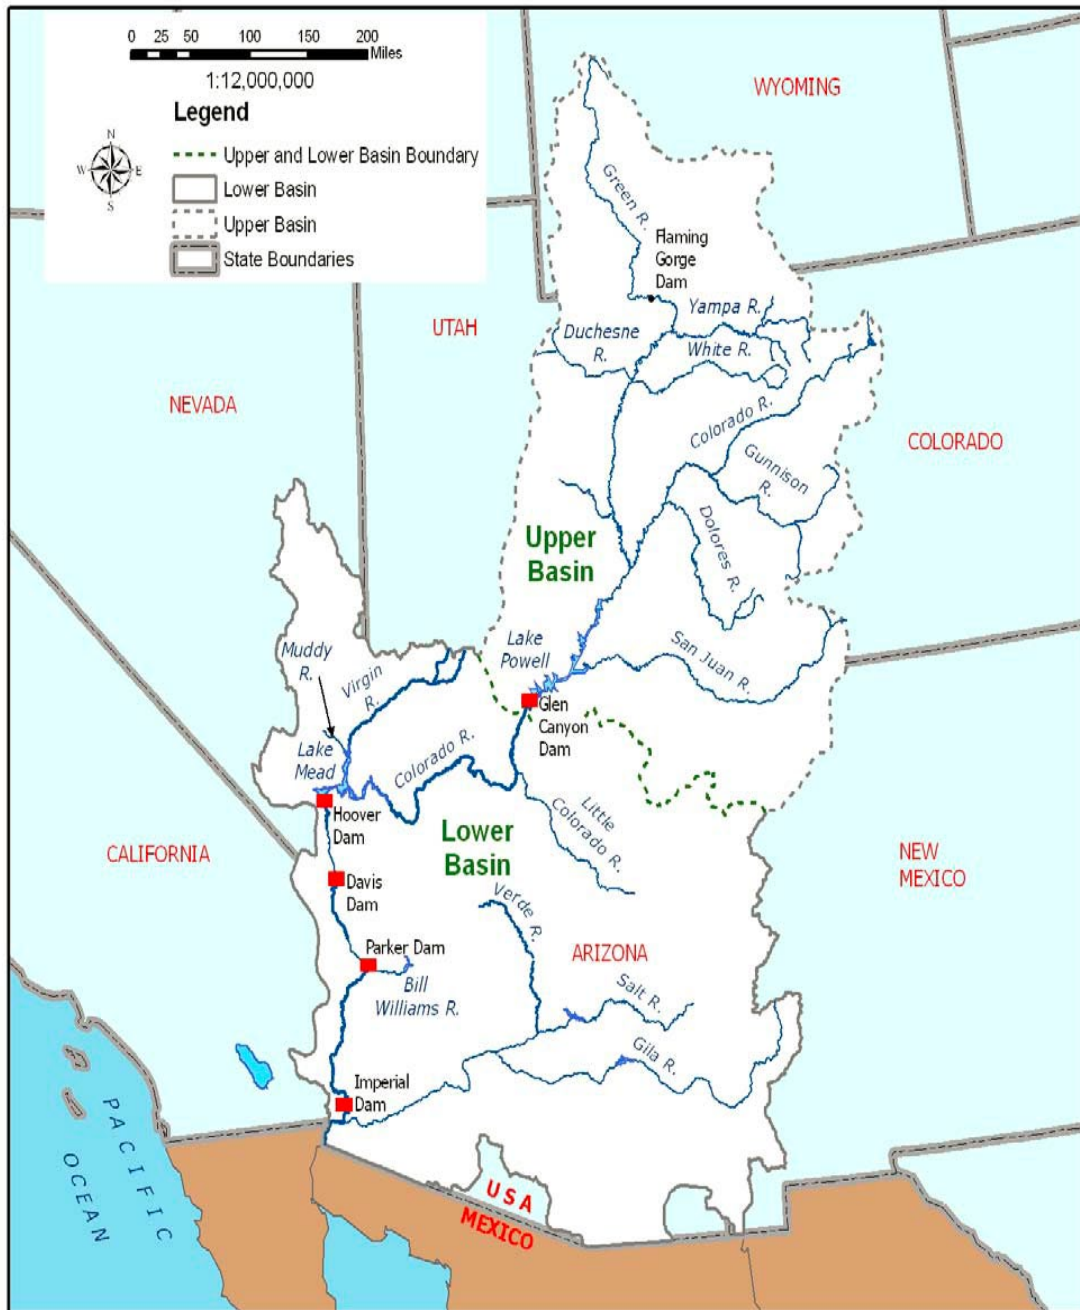 0 25 50 100 150 200
Miles
1:12,000,000
Legend
N
W E
S
Upper and Lower Basin Boundary
Lower Basin
Upper Basin
State Boundaries
WYOMING
Green R.
Flaming
Gorge
Dam
Yampa R.
UTAH
Duchesne
R.
White R.
NEVADA
Colorado R.
COLORADO
Gunnison
R.
Dolores R.
Upper
Basin
Lake
Powell
San Juan R.
Muddy
R.
Virgin
R.
Glen
Canyon
Dam
Colorado R.
Lake
Mead
Hoover
Dam
Little
Colorado R.
Lower
Basin
CALIFORNIA
NEW
MEXICO
Davis
Dam
Verde R.
Parker Dam
ARIZONA
Bill
Williams R.
Salt R.
Gila R.
Imperial
Dam
PACIFIC
OCEAN
USA
MEXICO